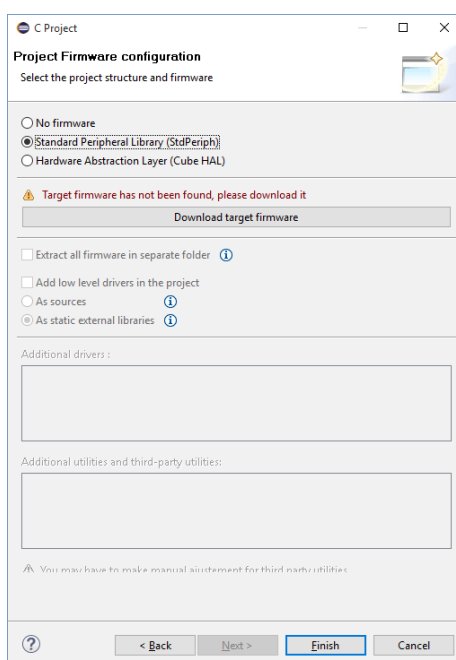 C Project
Project Firmware configuration
Select the project structure and firmware
No firmware
Standard Peripheral Library (StdPeriph)
Hardware Abstraction Layer (Cube HAL)
Target firmware has not been found, please download it
Download target firmware
Extract all firmware in separate folder
Add low level drivers in the project
As sources
As static external libraries
Additional drivers :
Additional utilities and third-party utilities:
You may have to make manual ajustement for third party utilities
< Back Next > Finish Cancel